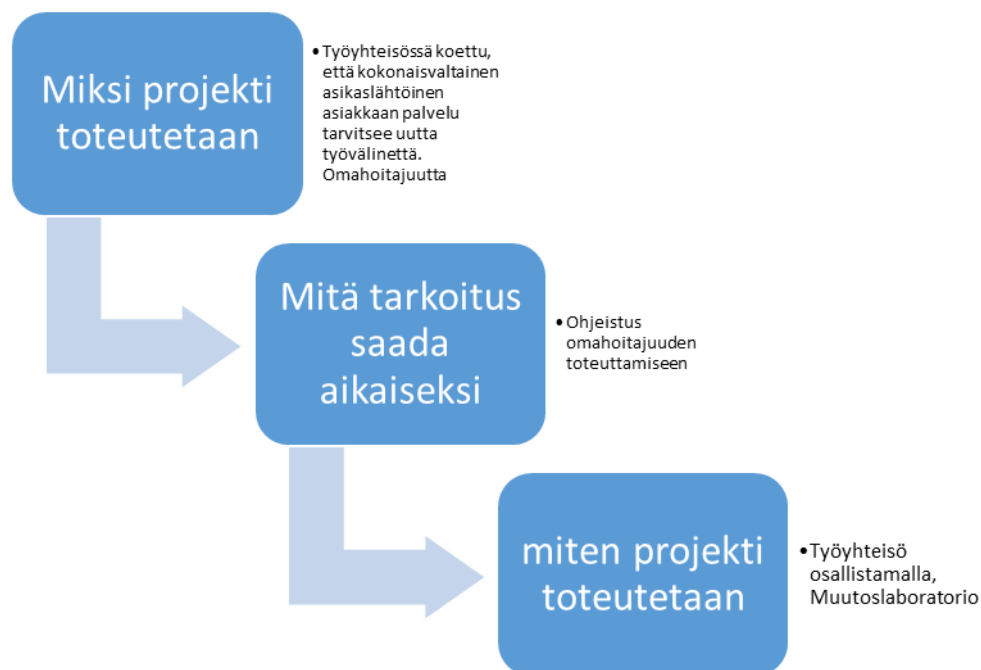 Miksi projekti
toteutetaan
•Työyhteisössä koettu,
että kokonaisvaltainen
asikaslähtöinen
asiakkaan palvelu
tarvitsee uutta
työvälinettä.
Omahoitajuutta
Mitä tarkoitus
saada
aikaiseksi
•Ohjeistus
omahoitajuuden
toteuttamiseen
miten projekti
toteutetaan
•Työyhteisö
osallistamalla,
Muutoslaboratorio